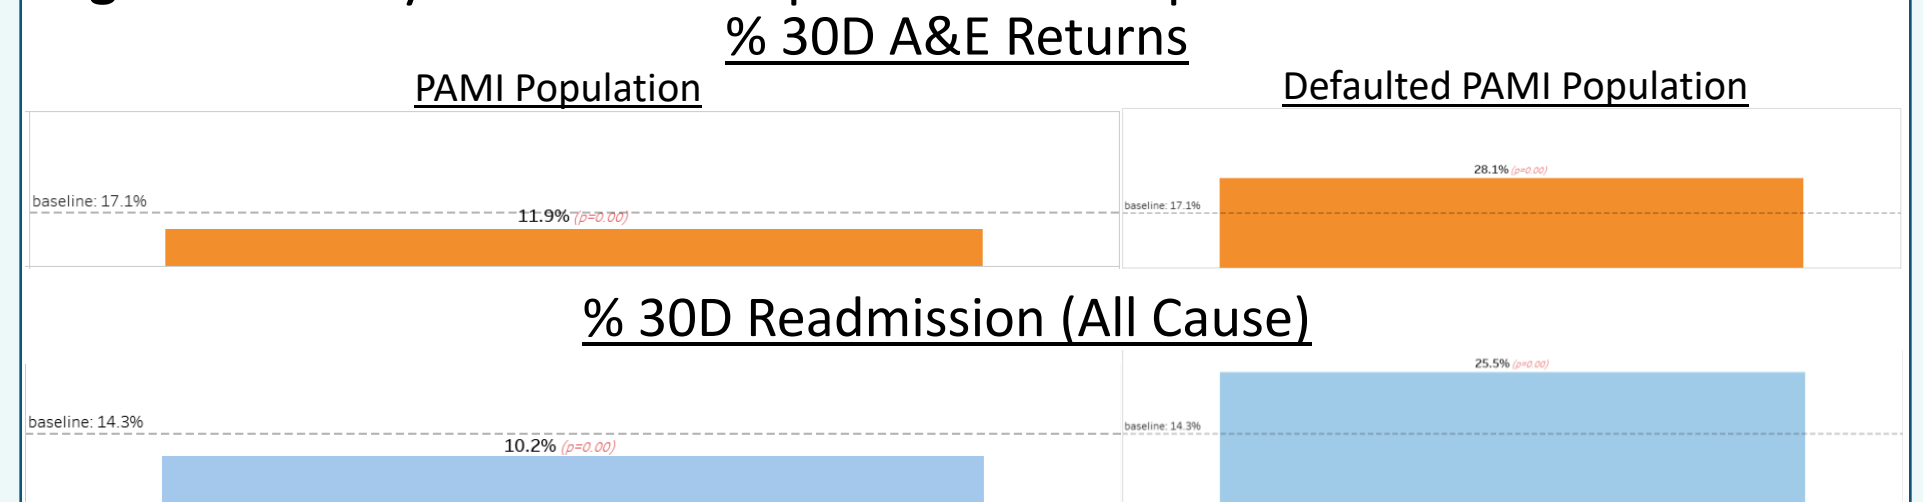 % 30D A&E Returns
PAMI Population
Defaulted PAMI Population
baseline: 17.1%
11.9% (p=0.00)
28.1% (p=0.00)
baseline: 17.1%
% 30D Readmission (All Cause)
baseline: 14.3%
10.2% (p=0.00)
25.5% (p=0.00)
baseline: 14.3%